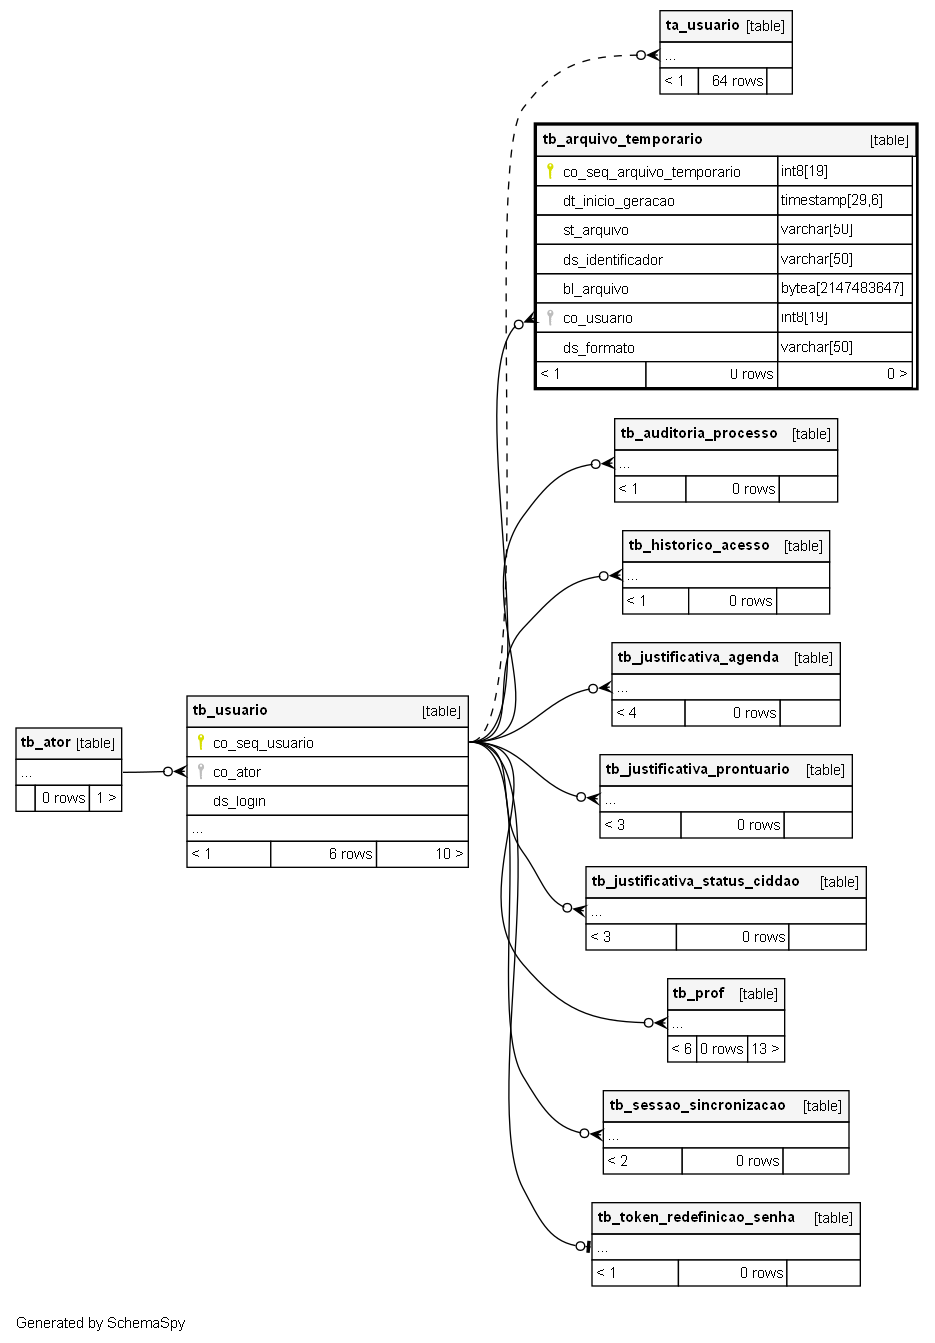 ta_usuario [table]
...
< 1 64 rows
tb_arquivo_temporario [table]
co_seq_arquivo_temporario int8[19]
dt_inicio_geracao timestamp[29,6]
st_arquivo varchar[50]
ds_identificador varchar[50]
bl_arquivo bytea[2147483647]
co_usuario int8[19]
ds_formato varchar[50]
< 1 0 rows 0 >
tb_auditoria_processo [table]
...
< 1 0 rows
tb_historico_acesso [table]
...
< 1 0 rows
tb_justificativa_agenda [table]
...
< 4 0 rows
tb_ator [table]
...
0 rows 1 >
tb_usuario [table]
co_seq_usuario
co_ator
ds_login
...
< 1 6 rows 10 >
tb_justificativa_prontuario [table]
...
< 3 0 rows
tb_justificativa_status_ciddao [table]
...
< 3 0 rows
tb_prof [table]
...
< 6 0 rows 13 >
tb_sessao_sincronizacao [table]
...
< 2 0 rows
tb_token_redefinicao_senha [table]
...
< 1 0 rows
Generated by SchemaSpy